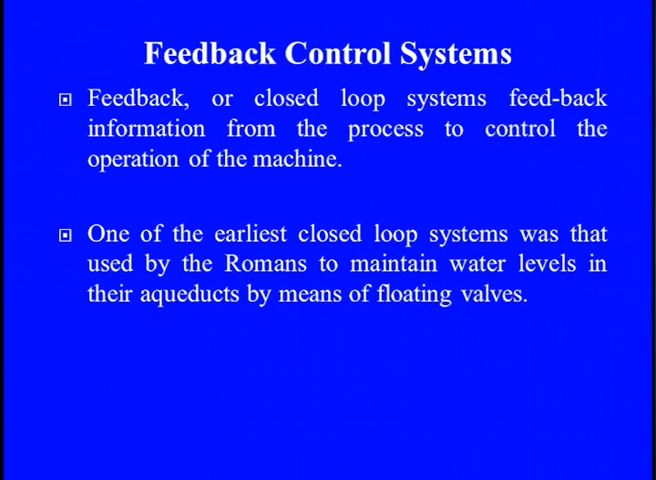 Feedback Control Systems
Feedback, or closed loop systems feed-back
information from the process to control the
operation of the machine.
One of the earliest closed loop systems was that
used by the Romans to maintain water levels in
their aqueducts by means of floating valves.